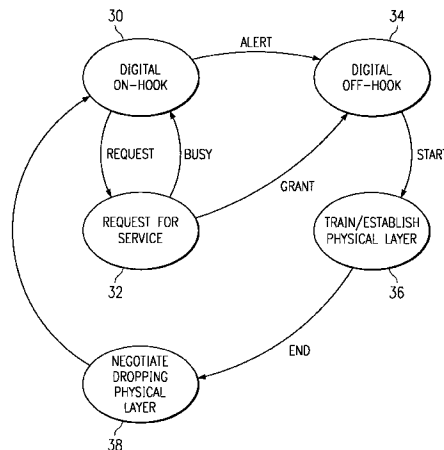 30
34
DIGITAL
ON-HOOK
ALERT
DIGITAL
OFF-HOOK
REQUEST
BUSY
START
GRANT
REQUEST FOR
SERVICE
32
TRAIN/ESTABLISH
PHYSICAL LAYER
36
END
NEGOTIATE
DROPPING
PHYSICAL
LAYER
38